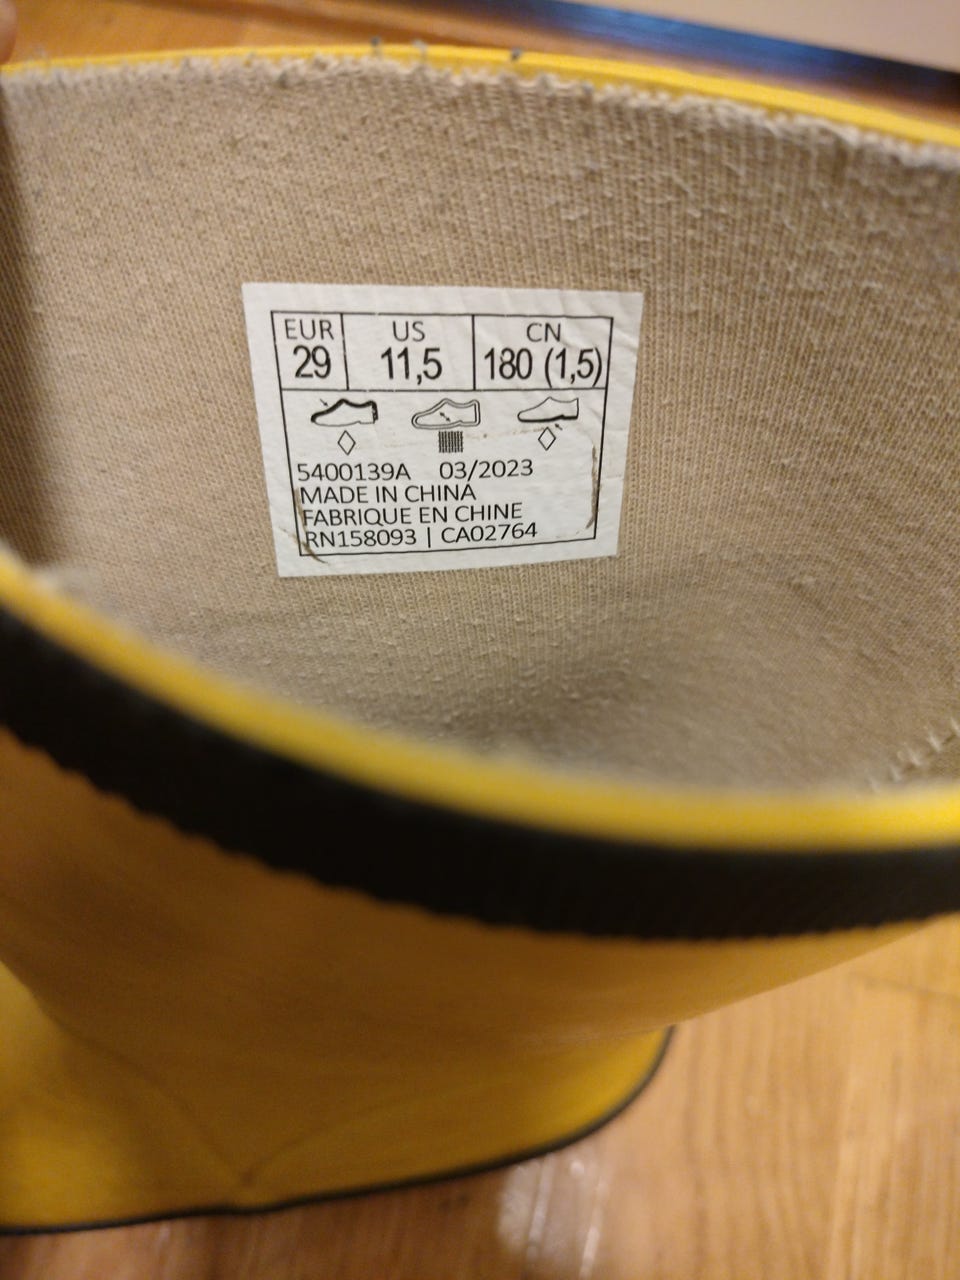 EUR US CN
29 11,5 180 (1,5)
5400139A 03/2023
MADE IN CHINA
FABRIQUE EN CHINE
RN158093 | CA02764